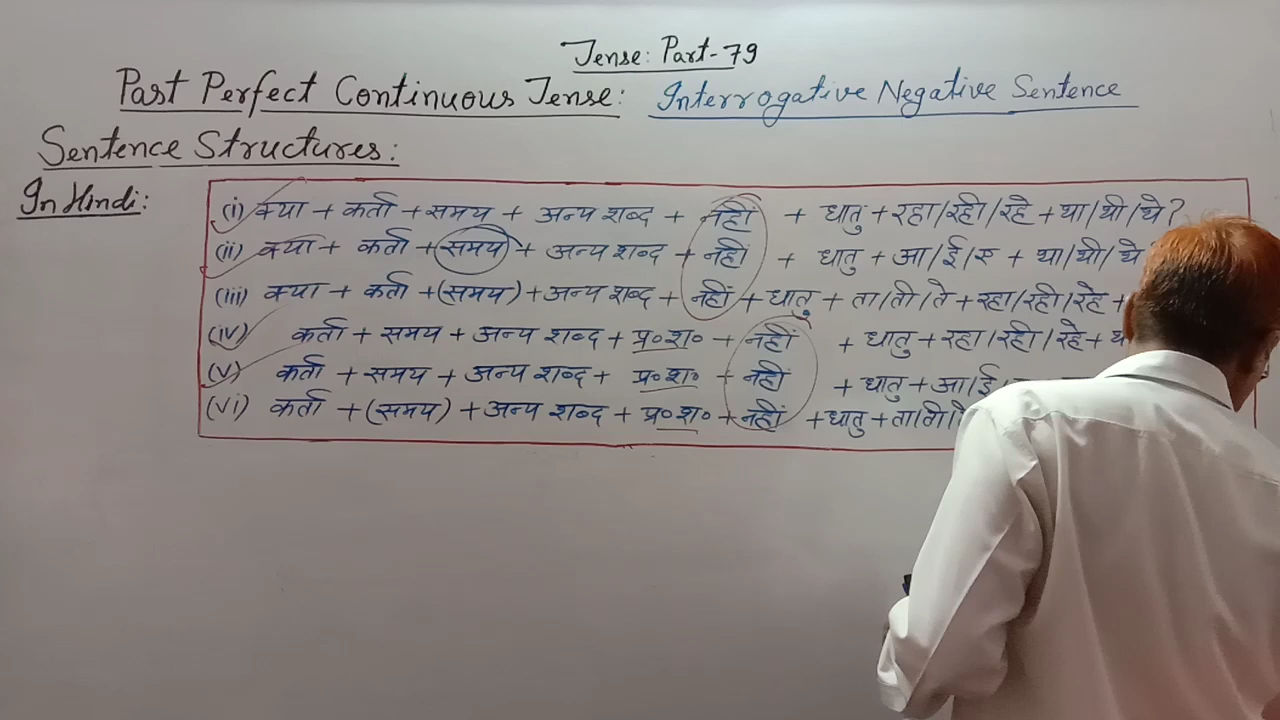 Tense: Part-79
Past Perfect Continuous Tense: Interrogative Negative Sentence
Sentence Structures:
In Hindi:
(i) क्या + कर्ता + समय + अन्य शब्द + नहीं + धातु + रहा/रही/रहे + था/थी/थे?
(ii) क्या + कर्ता + समय + अन्य शब्द + नहीं + धातु + आ/ई/ए + था/थी/थे
(iii) क्या + कर्ता + (समय) + अन्य शब्द + नहीं + धातु + ता/ती/ते + रहा/रही/रहे +
(iv) कर्ता + समय + अन्य शब्द + प्र०श० + नहीं + धातु + रहा/रही/रहे +
(v) कर्ता + समय + अन्य शब्द + प्र०श० + नहीं + धातु + आ/ई/
(vi) कर्ता + (समय) + अन्य शब्द + प्र०श० + नहीं + धातु + ता/ती/